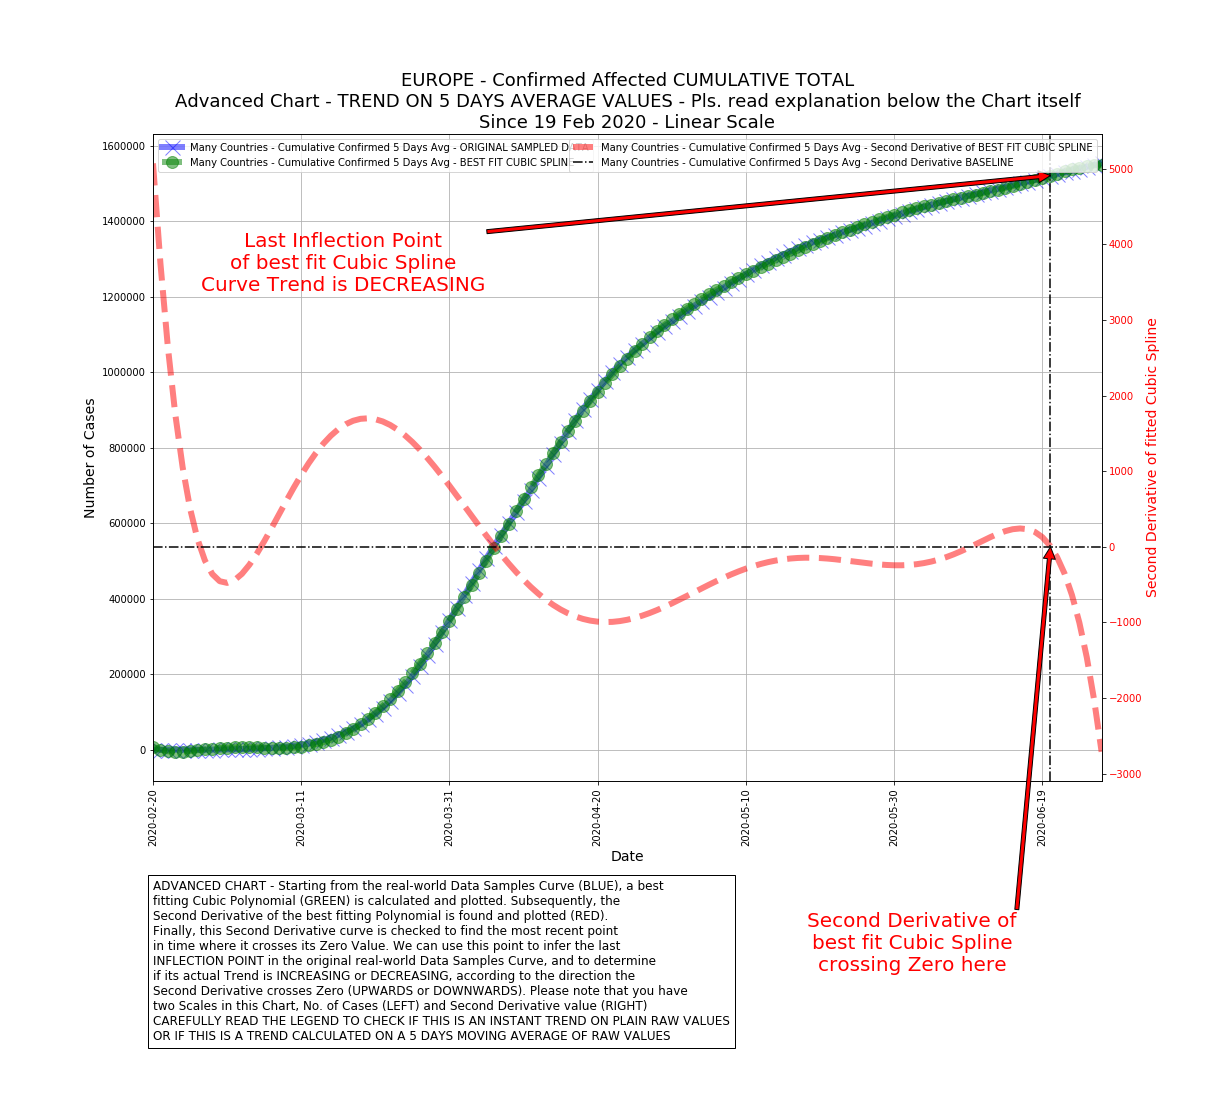 EUROPE - Confirmed Affected CUMULATIVE TOTAL
Advanced Chart - TREND ON 5 DAYS AVERAGE VALUES - Pls. read explanation below the Chart itself
Since 19 Feb 2020 - Linear Scale
Many Countries - Cumulative Confirmed 5 Days Avg - ORIGINAL SAMPLED DATA
Many Countries - Cumulative Confirmed 5 Days Avg - BEST FIT CUBIC SPLINE
Many Countries - Cumulative Confirmed 5 Days Avg - Second Derivative of BEST FIT CUBIC SPLINE
Many Countries - Cumulative Confirmed 5 Days Avg - Second Derivative BASELINE
Last Inflection Point
of best fit Cubic Spline
Curve Trend is DECREASING
Number of Cases
1600000
1400000
1200000
1000000
800000
600000
400000
200000
0
Second Derivative of fitted Cubic Spline
5000
4000
3000
2000
1000
0
−1000
−2000
−3000
2020-02-20
2020-03-11
2020-03-31
2020-04-20
2020-05-10
2020-05-30
2020-06-19
Date
ADVANCED CHART - Starting from the real-world Data Samples Curve (BLUE), a best
fitting Cubic Polynomial (GREEN) is calculated and plotted. Subsequently, the
Second Derivative of the best fitting Polynomial is found and plotted (RED).
Finally, this Second Derivative curve is checked to find the most recent point
in time where it crosses its Zero Value. We can use this point to infer the last
INFLECTION POINT in the original real-world Data Samples Curve, and to determine
if its actual Trend is INCREASING or DECREASING, according to the direction the
Second Derivative crosses Zero (UPWARDS or DOWNWARDS). Please note that you have
two Scales in this Chart, No. of Cases (LEFT) and Second Derivative value (RIGHT)
CAREFULLY READ THE LEGEND TO CHECK IF THIS IS AN INSTANT TREND ON PLAIN RAW VALUES
OR IF THIS IS A TREND CALCULATED ON A 5 DAYS MOVING AVERAGE OF RAW VALUES
Second Derivative of
best fit Cubic Spline
crossing Zero here